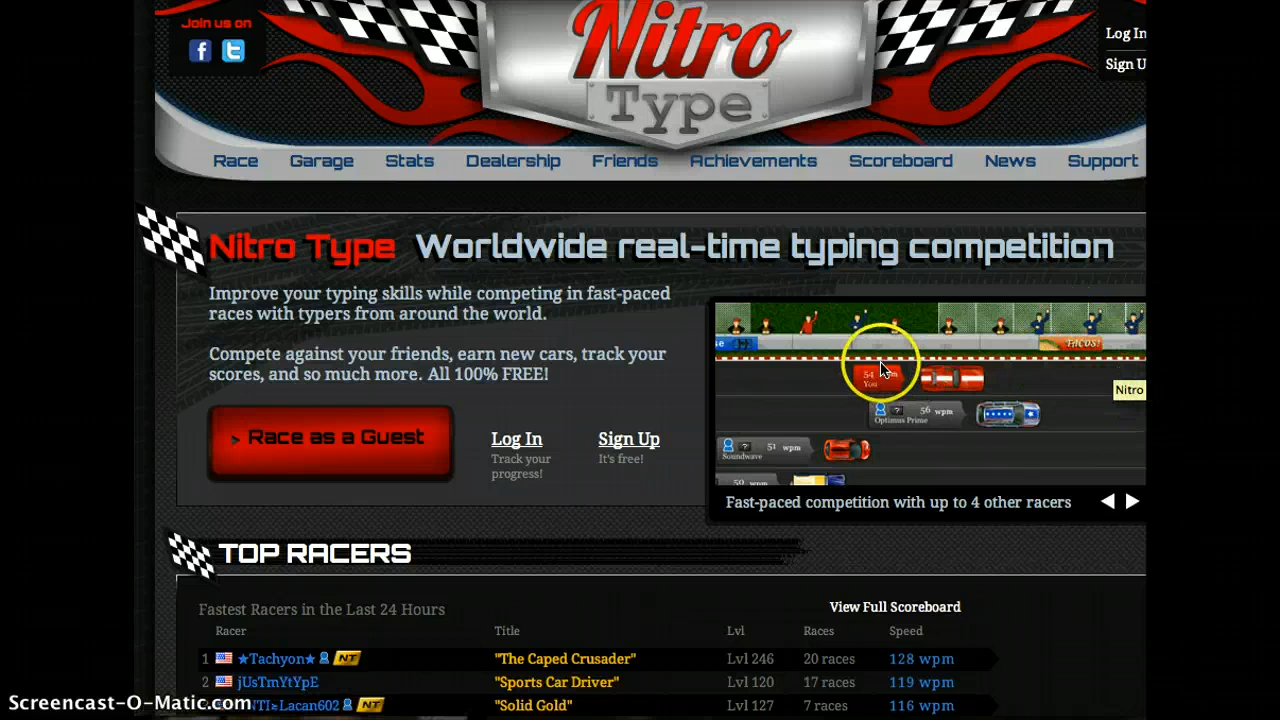 Join us on
Nitro
Type
Log In
Sign U
Race Garage Stats Dealership Friends Achievements Scoreboard News Support
Nitro Type Worldwide real-time typing competition
Improve your typing skills while competing in fast-paced
races with typers from around the world.
Compete against your friends, earn new cars, track your
scores, and so much more. All 100% FREE!
> Race as a Guest
Log In
Track your
progress!
Sign Up
It's free!
se
TACOS!
54
You
Nitro
? 56 wpm
Optimus Prime
? 51 wpm
Soundwave
50 wpm
Fast-paced competition with up to 4 other racers
TOP RACERS
Fastest Racers in the Last 24 Hours
View Full Scoreboard
Racer Title Lvl Races Speed
1 ★Tachyon★ NT "The Caped Crusader" Lvl 246 20 races 128 wpm
2 jUsTmYtYpE "Sports Car Driver" Lvl 120 17 races 119 wpm
NTI▸Lacan602 NT "Solid Gold" Lvl 127 7 races 116 wpm
Screencast-O-Matic.com